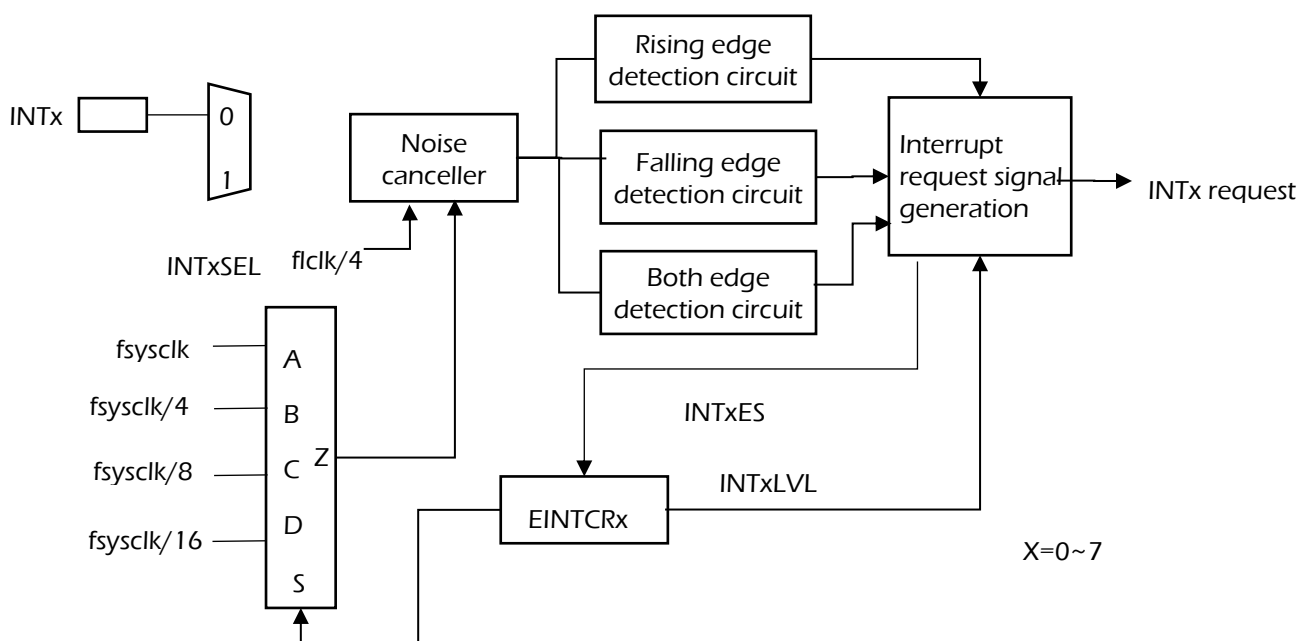 INTx
0
1
Noise
canceller
Rising edge
detection circuit
Falling edge
detection circuit
Both edge
detection circuit
Interrupt
request signal
generation
INTx request
INTxSEL
flclk/4
fsysclk
fsysclk/4
fsysclk/8
fsysclk/16
A
B
C
D
S
Z
INTxES
EINTCRx
INTxLVL
X=0~7